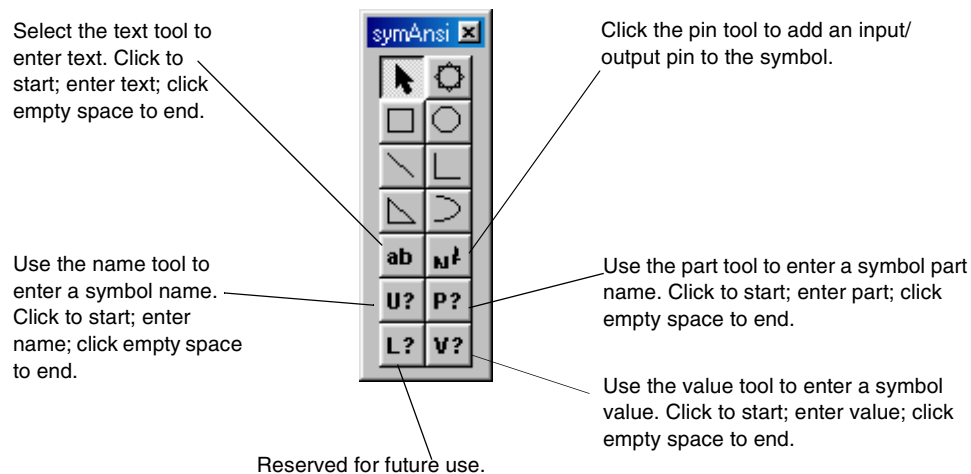 Select the text tool to
enter text. Click to
start; enter text; click
empty space to end.
symAnsi
Click the pin tool to add an input/
output pin to the symbol.
ab
U? P?
L? V?
Use the name tool to
enter a symbol name.
Click to start; enter
name; click empty space
to end.
Use the part tool to enter a symbol part
name. Click to start; enter part; click
empty space to end.
Use the value tool to enter a symbol
value. Click to start; enter value; click
empty space to end.
Reserved for future use.